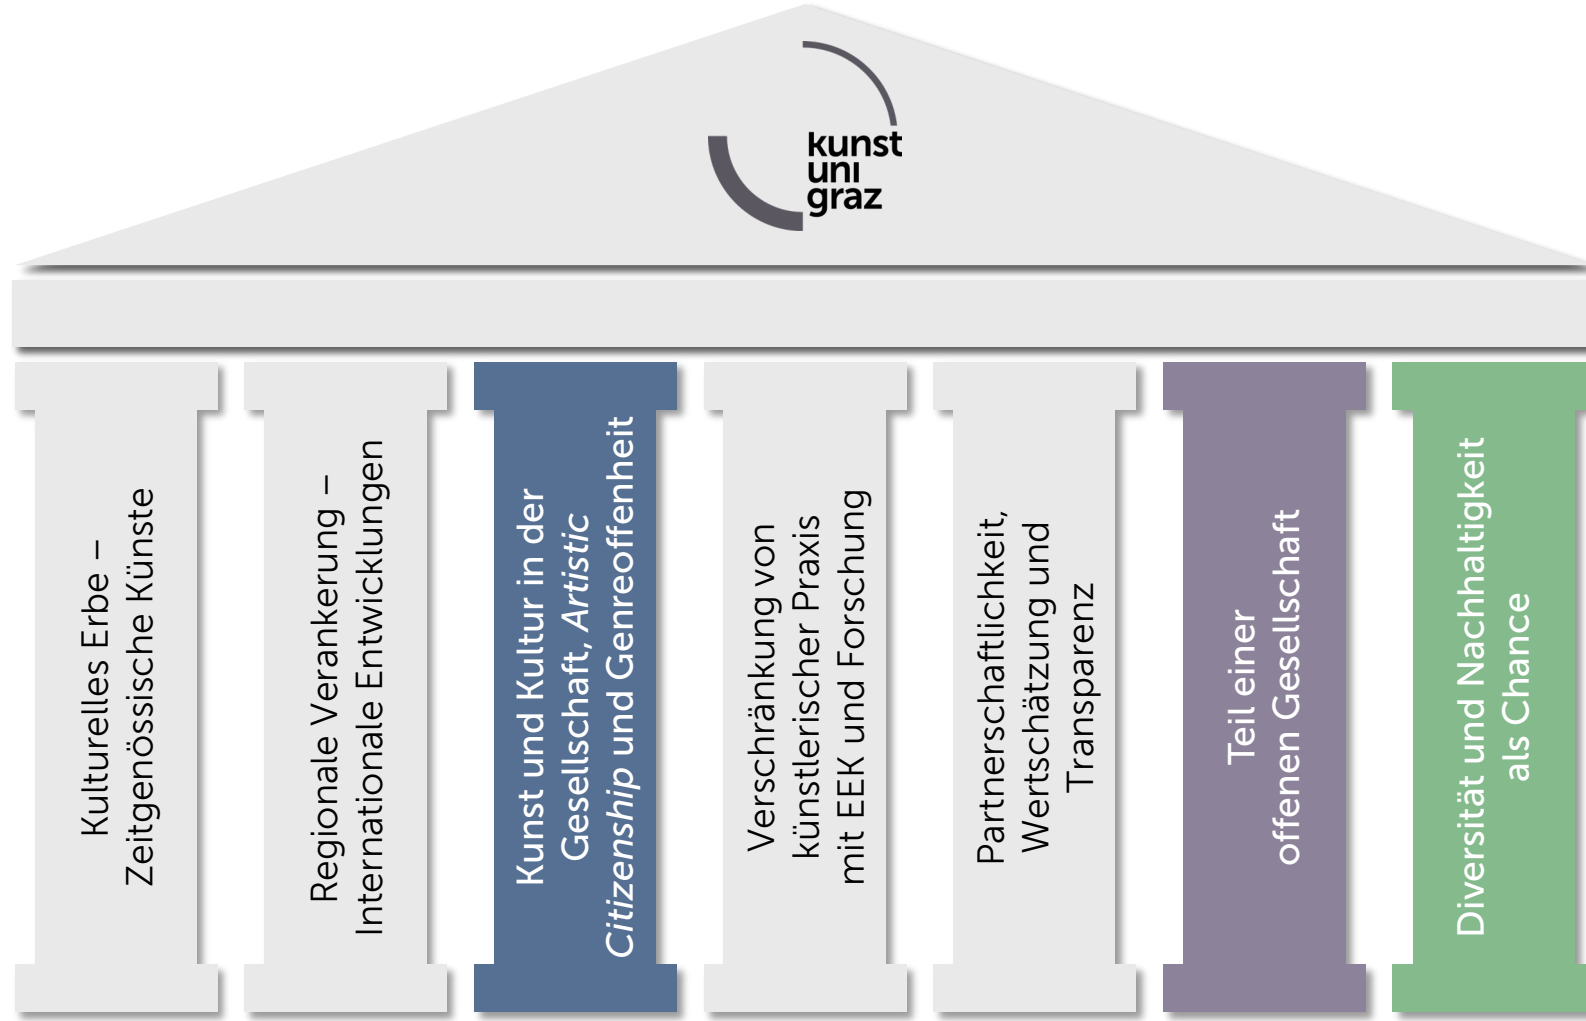 kunst
uni
graz
Kulturelles Erbe –
Zeitgenössische Künste
Regionale Verankerung –
Internationale Entwicklungen
Kunst und Kultur in der
Gesellschaft, Artistic
Citizenship und Genreoffenheit
Verschränkung von
künstlerischer Praxis
mit EEK und Forschung
Partnerschaftlichkeit,
Wertschätzung und
Transparenz
Teil einer
offenen Gesellschaft
Diversität und Nachhaltigkeit
als Chance